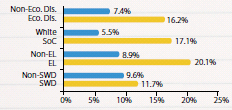 Non-Eco. Dis. 7.4%
Eco. Dis. 16.2%
White 5.5%
SoC 17.1%
Non-EL 8.9%
EL 20.1%
Non-SWD 9.6%
SWD 11.7%
0% 5% 10% 15% 20% 25%